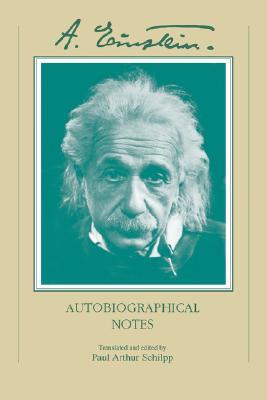 A. Einstein.
AUTOBIOGRAPHICAL
NOTES
Translated and edited by
Paul Arthur Schilpp